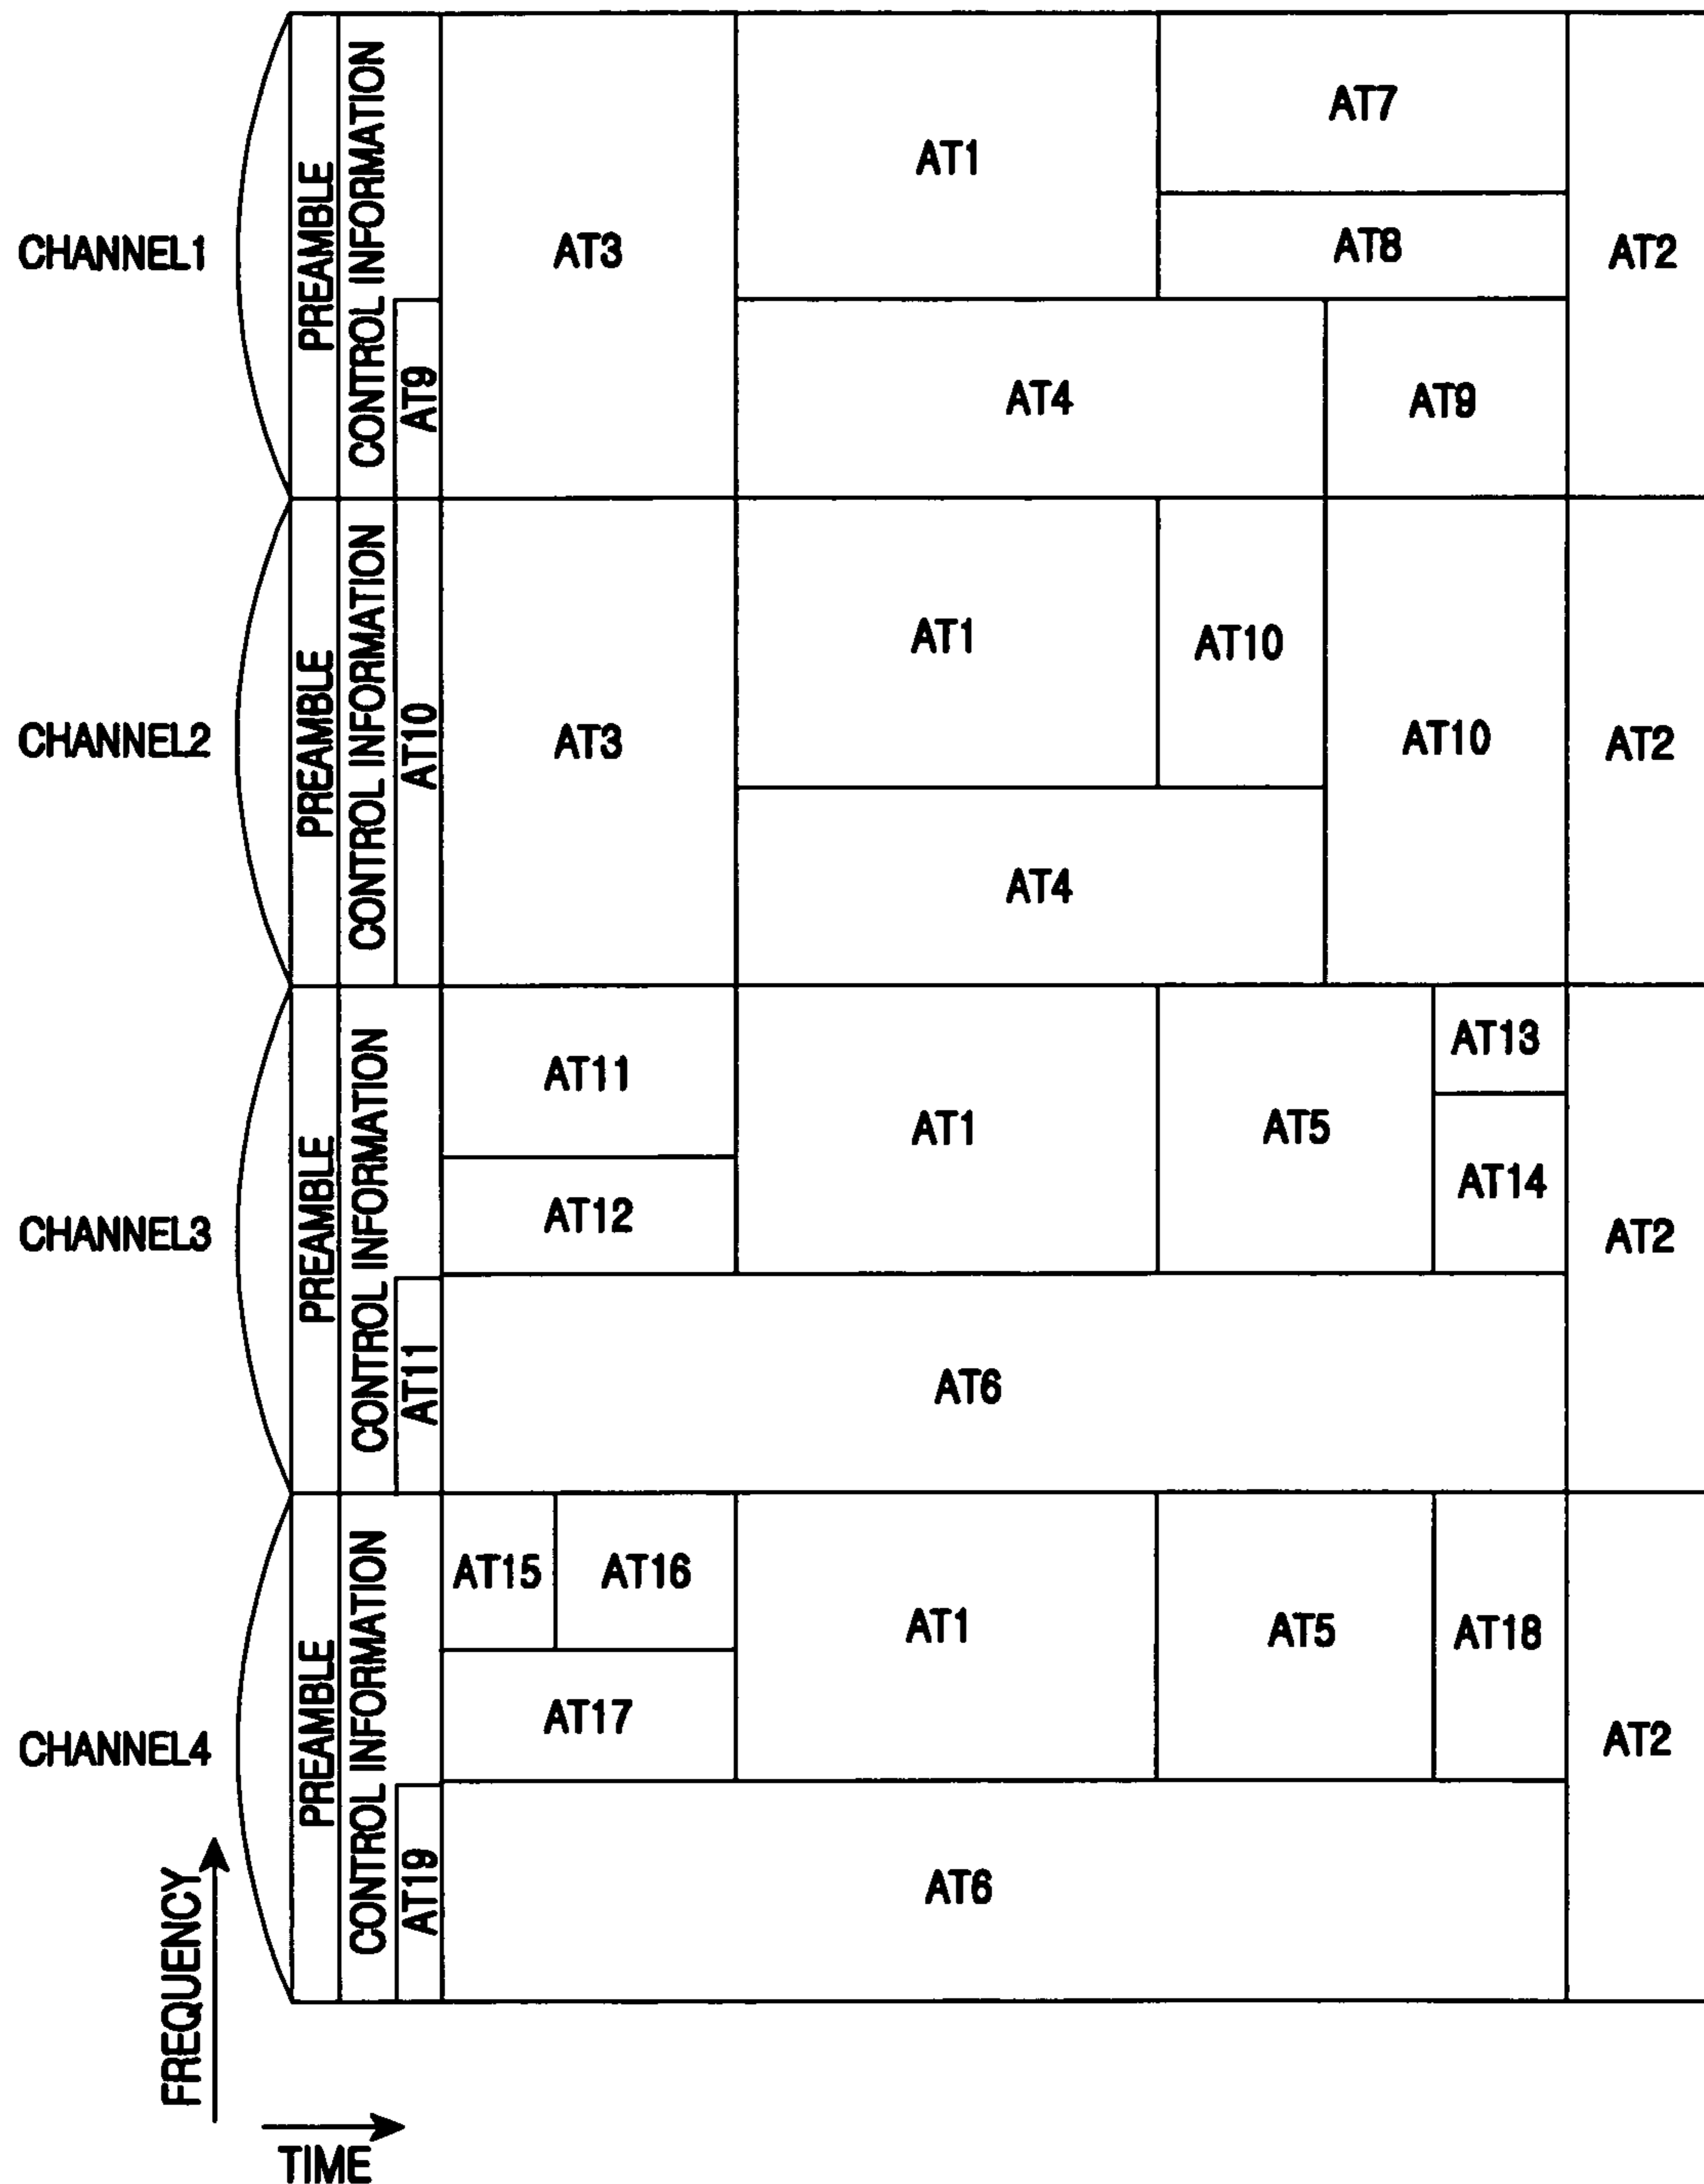 CHANNEL1
PREAMBLE
CONTROL INFORMATION
AT9
AT3
AT1
AT7
AT8
AT4
AT9
AT2
CHANNEL2
PREAMBLE
CONTROL INFORMATION
AT10
AT3
AT1
AT10
AT4
AT10
AT2
CHANNEL3
PREAMBLE
CONTROL INFORMATION
AT11
AT11
AT12
AT1
AT5
AT13
AT14
AT6
AT2
CHANNEL4
PREAMBLE
CONTROL INFORMATION
AT19
AT15
AT16
AT17
AT1
AT5
AT18
AT6
AT2
FREQUENCY
TIME